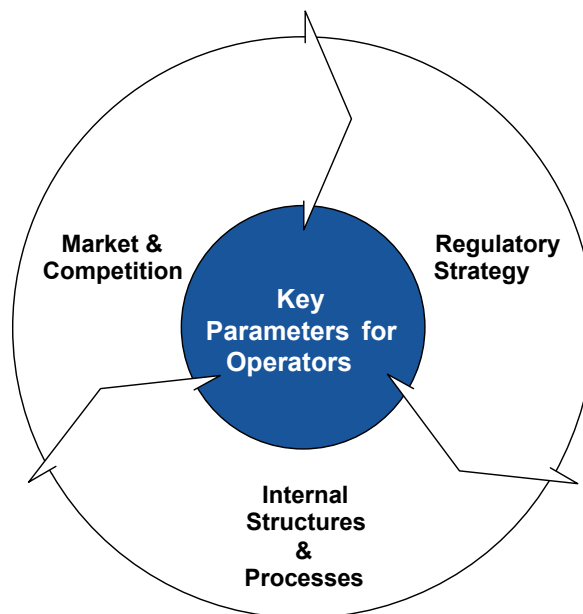 Market &
Competition
Regulatory
Strategy
Key
Parameters for
Operators
Internal
Structures
&
Processes